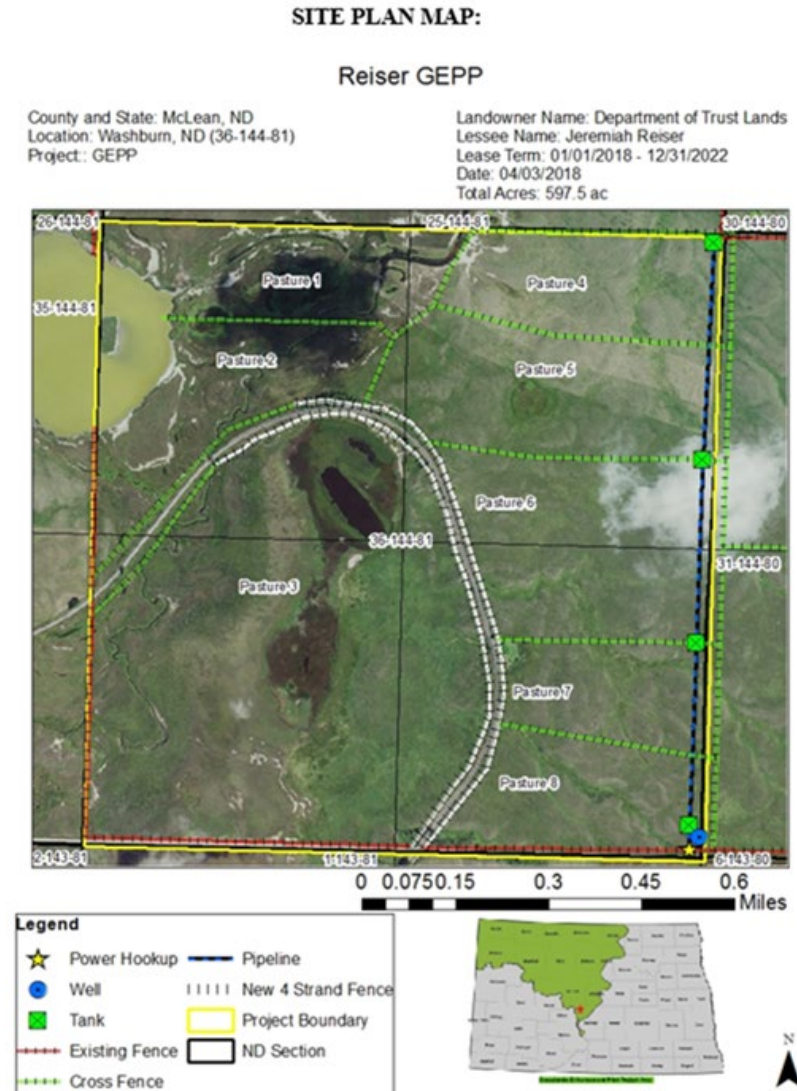 SITE PLAN MAP:
Reiser GEPP
County and State: McLean, ND
Location: Washburn, ND (36-144-81)
Project:: GEPP
Landowner Name: Department of Trust Lands
Lessee Name: Jeremiah Reiser
Lease Term: 01/01/2018 - 12/31/2022
Date: 04/03/2018
Total Acres: 597.5 ac
26-144-81
25-144-81
30-144-80
Pasture 1
Pasture 4
35-144-81
Pasture 2
Pasture 5
Pasture 6
36-144-81
31-144-80
Pasture 3
Pasture 7
Pasture 8
2-143-81
1-143-81
6-143-80
0 0.075 0.15 0.3 0.45 0.6
Miles
Legend
Power Hookup
Well
Tank
Existing Fence
Cross Fence
Pipeline
New 4 Strand Fence
Project Boundary
ND Section
N